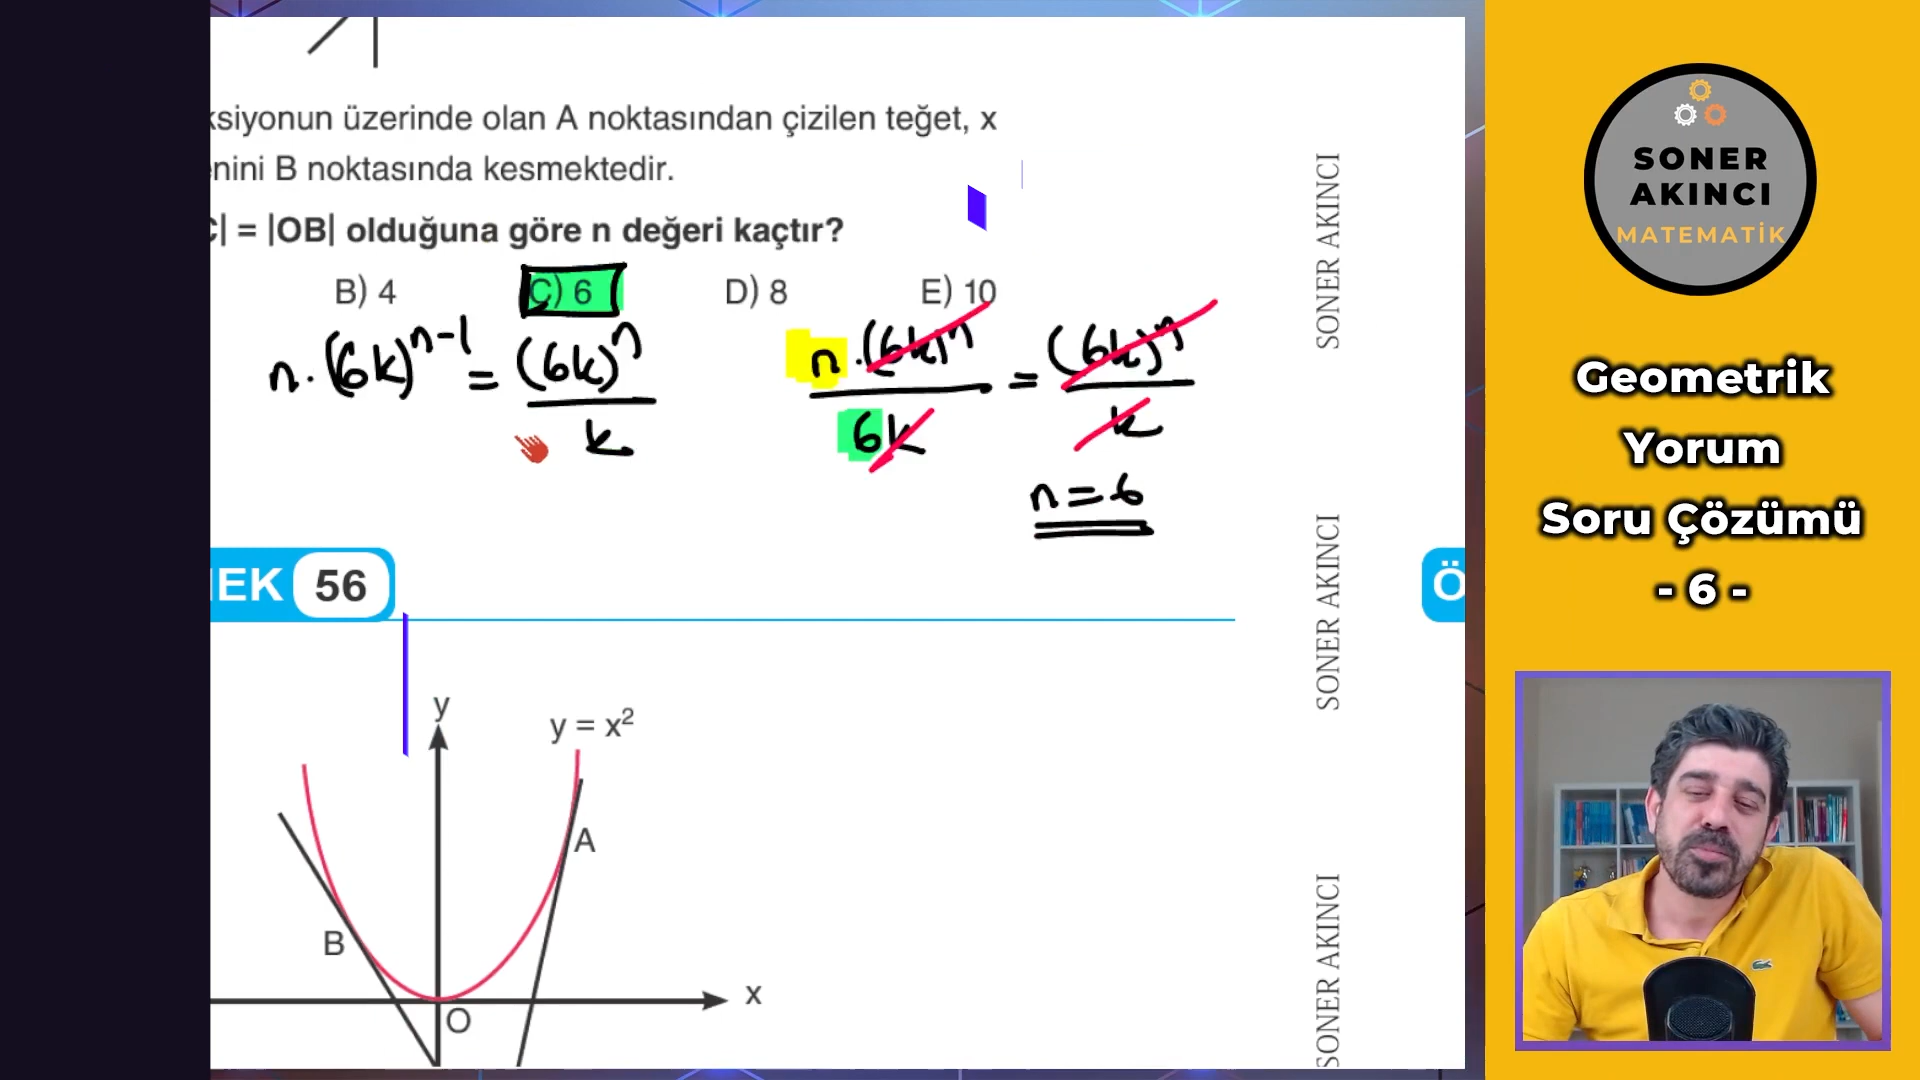 ksiyonun üzerinde olan A noktasından çizilen teğet, x
enini B noktasında kesmektedir.
C| = |OB| olduğuna göre n değeri kaçtır?
B) 4 C) 6 D) 8 E) 10
n·(6k)^{n-1} = (6k)^n / k
n·(6k)^n / 6k = (6k)^n / k
n = 6
EK 56
Ö
y
y = x²
A
B
x
O
SONER AKINCI
SONER AKINCI
SONER AKINCI
SONER
AKINCI
MATEMATİK
Geometrik
Yorum
Soru Çözümü
- 6 -